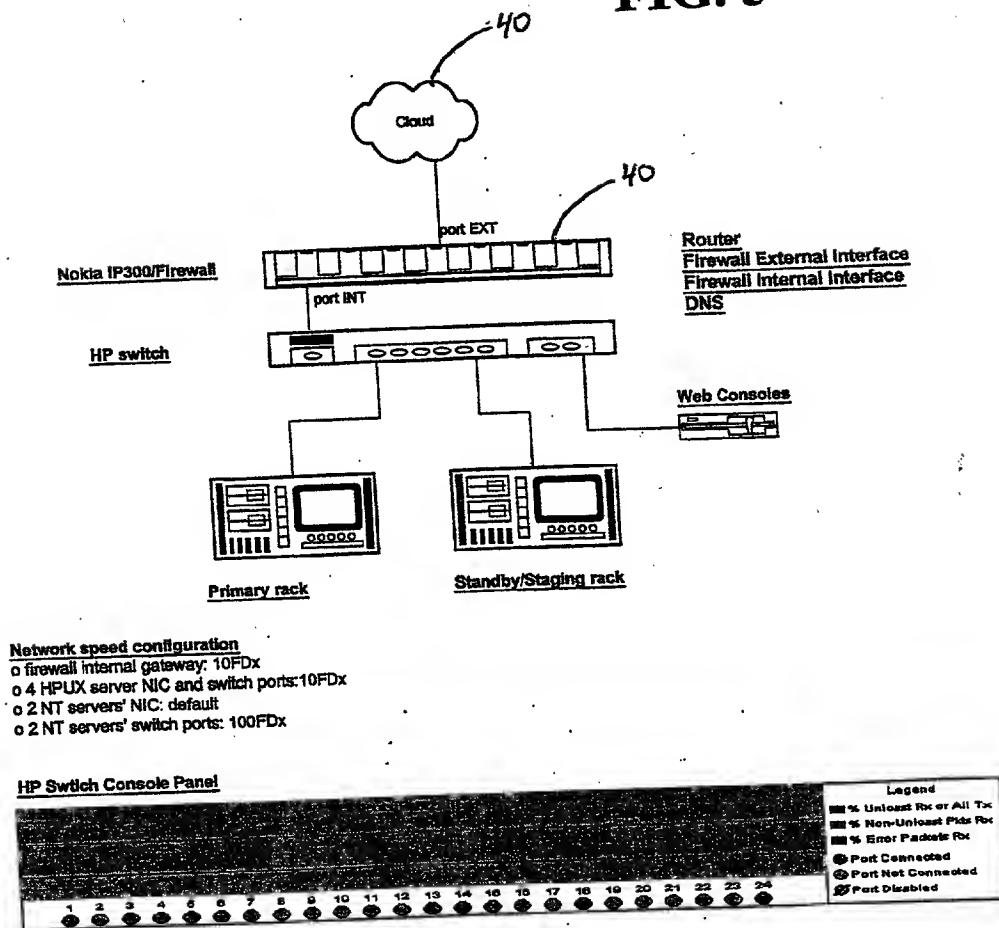 FIG.
40
Cloud
40
port EXT
Nokia IP300/Firewall
Router
Firewall External Interface
Firewall Internal Interface
DNS
port INT
HP switch
Web Consoles
Primary rack
Standby/Staging rack
Network speed configuration
o firewall internal gateway: 10FDx
o 4 HPUX server NIC and switch ports:10FDx
o 2 NT servers' NIC: default
o 2 NT servers' switch ports: 100FDx
HP Swtich Console Panel
Legend
% Unicast Rx or All Tx
% Non-Unicast Pkts Rx
% Error Packets Rx
Port Connected
Port Not Connected
Port Disabled
1 2 3 4 5 6 7 8 9 10 11 12 13 14 15 16 17 18 19 20 21 22 23 24